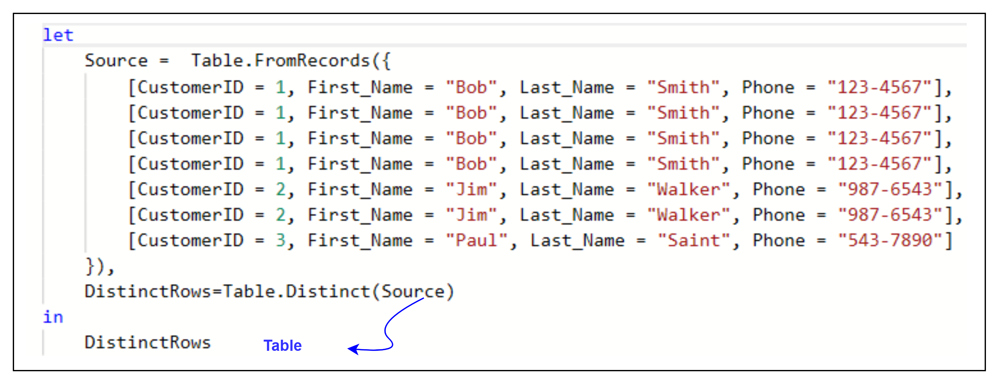 let
Source =  Table.FromRecords({
[CustomerID = 1, First_Name = "Bob", Last_Name = "Smith", Phone = "123-4567"],
[CustomerID = 1, First_Name = "Bob", Last_Name = "Smith", Phone = "123-4567"],
[CustomerID = 1, First_Name = "Bob", Last_Name = "Smith", Phone = "123-4567"],
[CustomerID = 1, First_Name = "Bob", Last_Name = "Smith", Phone = "123-4567"],
[CustomerID = 2, First_Name = "Jim", Last_Name = "Walker", Phone = "987-6543"],
[CustomerID = 2, First_Name = "Jim", Last_Name = "Walker", Phone = "987-6543"],
[CustomerID = 3, First_Name = "Paul", Last_Name = "Saint", Phone = "543-7890"]
}),
DistinctRows=Table.Distinct(Source)
in
DistinctRows Table